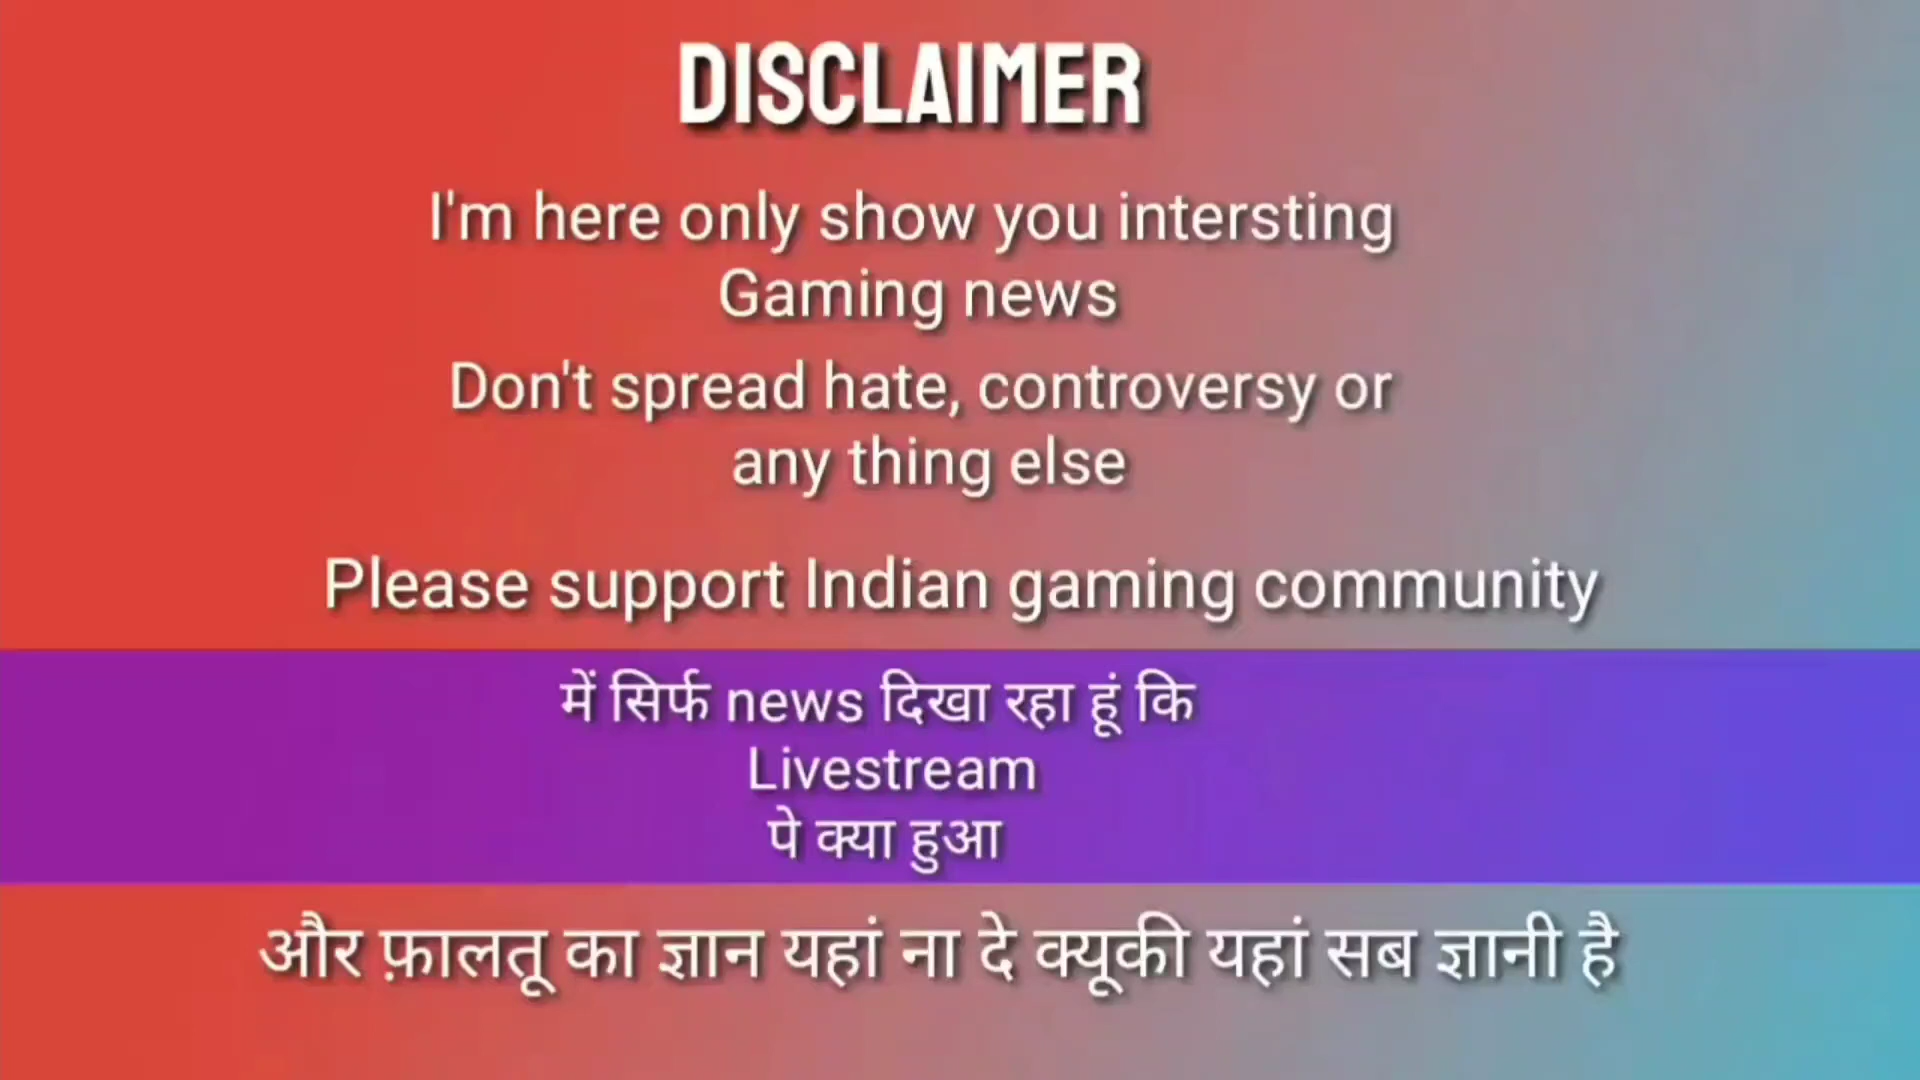 DISCLAIMER
I'm here only show you intersting
Gaming news
Don't spread hate, controversy or
any thing else
Please support Indian gaming community
में सिर्फ news दिखा रहा हूं कि
Livestream
पे क्या हुआ
और फ़ालतू का ज्ञान यहां ना दे क्यूकी यहां सब ज्ञानी है